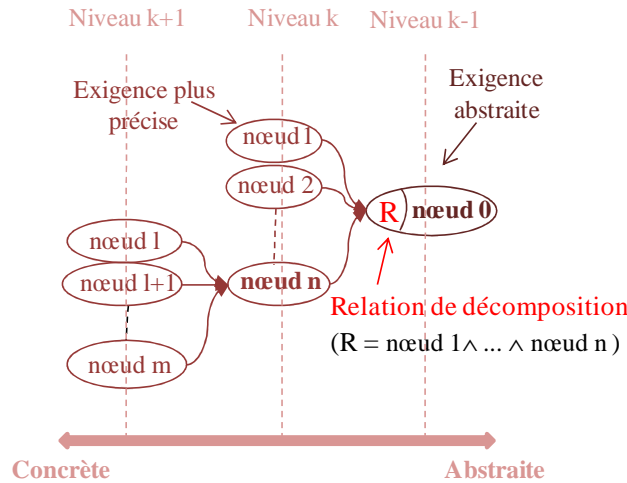 Niveau k+1 Niveau k Niveau k-1
Exigence plus
précise
Exigence
abstraite
nœud 1
nœud 2
R nœud 0
nœud l
nœud l+1
nœud n
nœud m
Relation de décomposition
(R = nœud 1∧ ... ∧ nœud n )
Concrète Abstraite